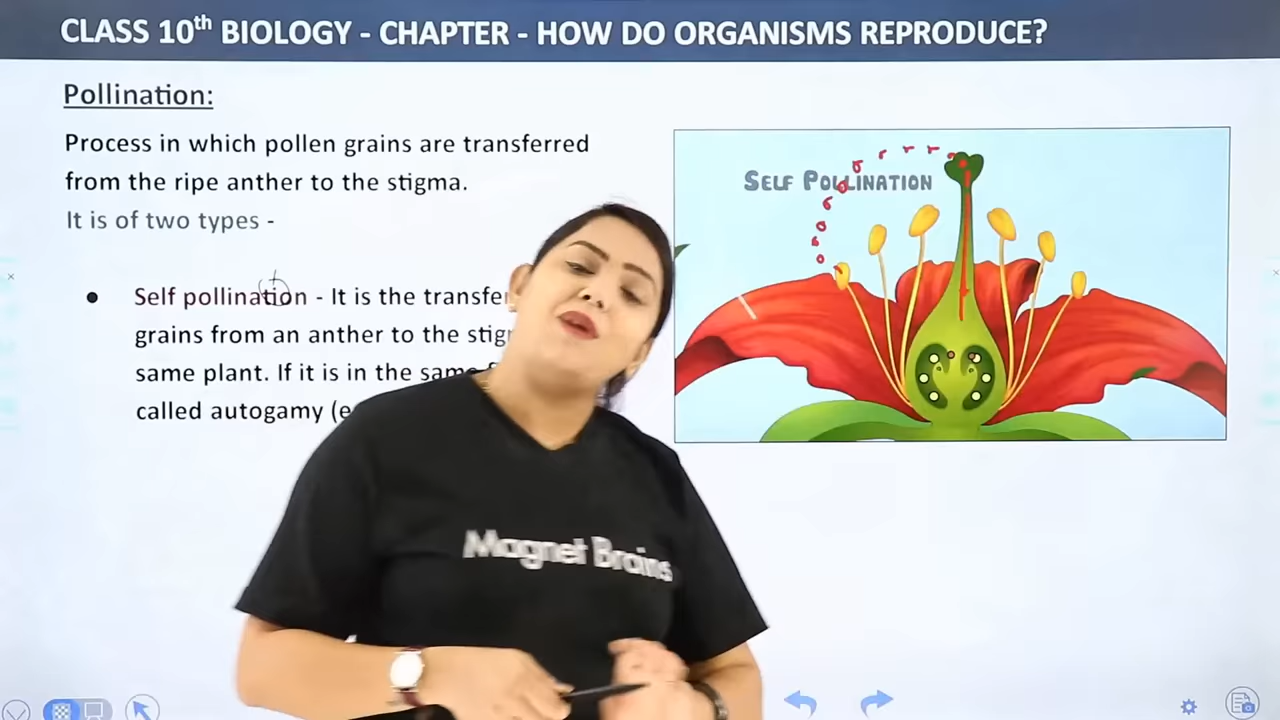 CLASS 10th BIOLOGY - CHAPTER - HOW DO ORGANISMS REPRODUCE?
Pollination:
Process in which pollen grains are transferred
from the ripe anther to the stigma.
It is of two types -
Self pollination - It is the
grains from an anther to the
same plant. If it is in the same
called autogamy
SELF POLLINATION
Magnet Brains